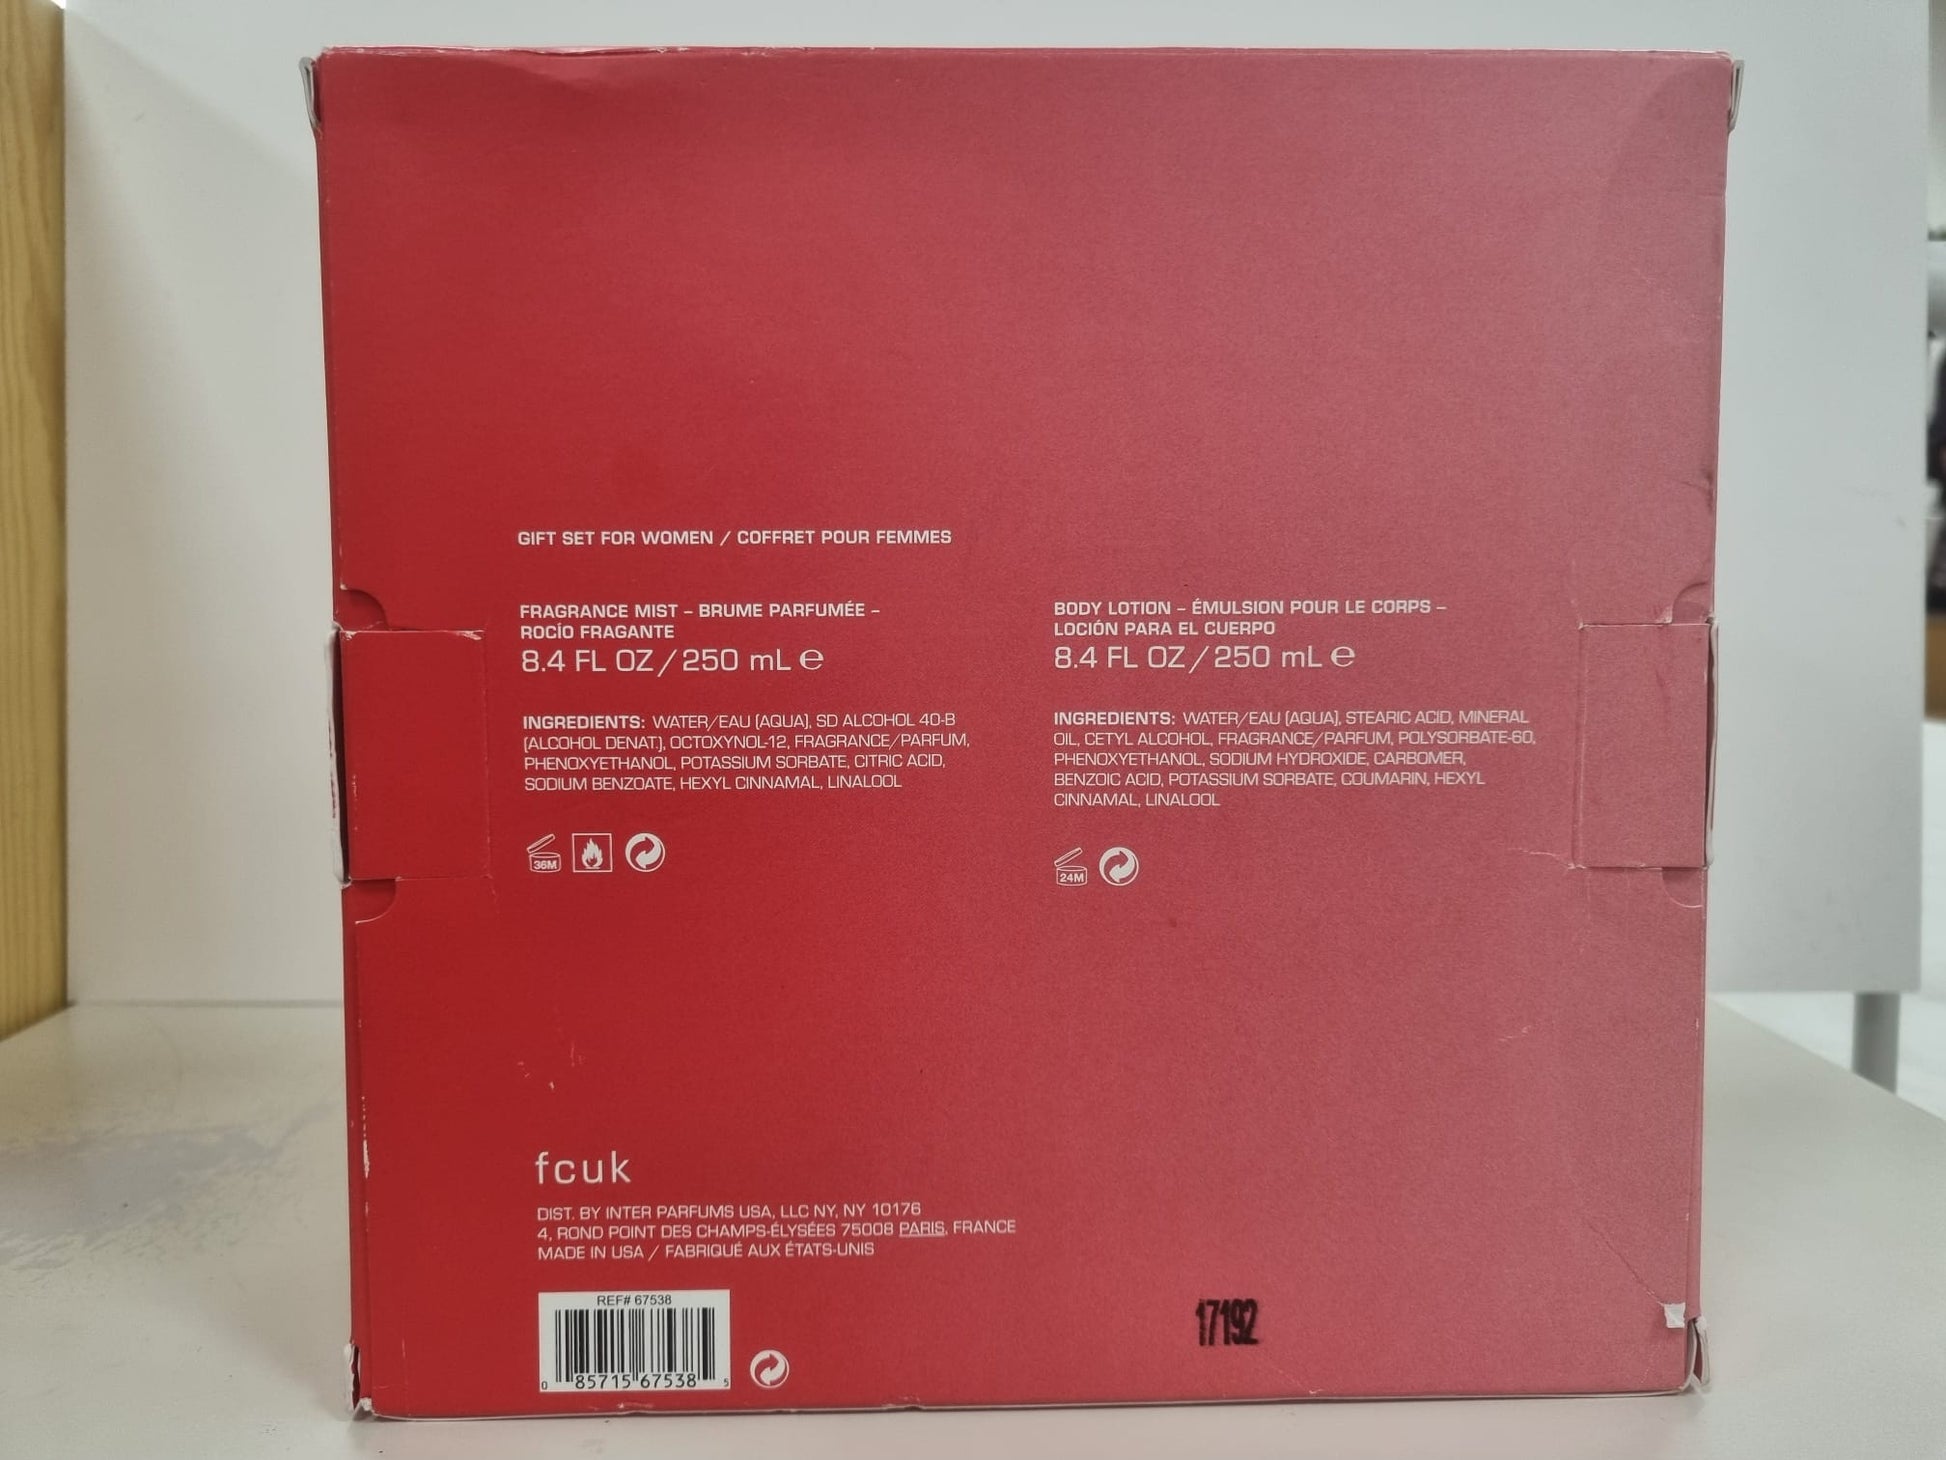 GIFT SET FOR WOMEN / COFFRET POUR FEMMES
FRAGRANCE MIST – BRUME PARFUMÉE –
ROCÍO FRAGANTE
8.4 FL OZ / 250 mL ℮
INGREDIENTS: WATER/EAU (AQUA), SD ALCOHOL 40-B
(ALCOHOL DENAT.), OCTOXYNOL-12, FRAGRANCE/PARFUM,
PHENOXYETHANOL, POTASSIUM SORBATE, CITRIC ACID,
SODIUM BENZOATE, HEXYL CINNAMAL, LINALOOL
36M
BODY LOTION – ÉMULSION POUR LE CORPS –
LOCIÓN PARA EL CUERPO
8.4 FL OZ / 250 mL ℮
INGREDIENTS: WATER/EAU (AQUA), STEARIC ACID, MINERAL
OIL, CETYL ALCOHOL, FRAGRANCE/PARFUM, POLYSORBATE-60,
PHENOXYETHANOL, SODIUM HYDROXIDE, CARBOMER,
BENZOIC ACID, POTASSIUM SORBATE, COUMARIN, HEXYL
CINNAMAL, LINALOOL
24M
fcuk
DIST. BY INTER PARFUMS USA, LLC NY, NY 10176
4, ROND POINT DES CHAMPS-ÉLYSÉES 75008 PARIS, FRANCE
MADE IN USA / FABRIQUÉ AUX ÉTATS-UNIS
REF# 67538
0 85715 67538 5
17192